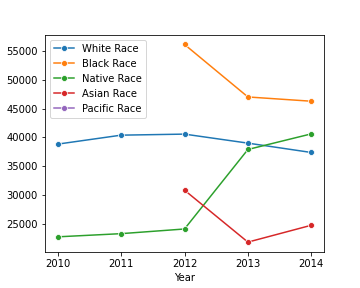 White Race
Black Race
Native Race
Asian Race
Pacific Race
55000
50000
45000
40000
35000
30000
25000
2010 2011 2012 2013 2014
Year